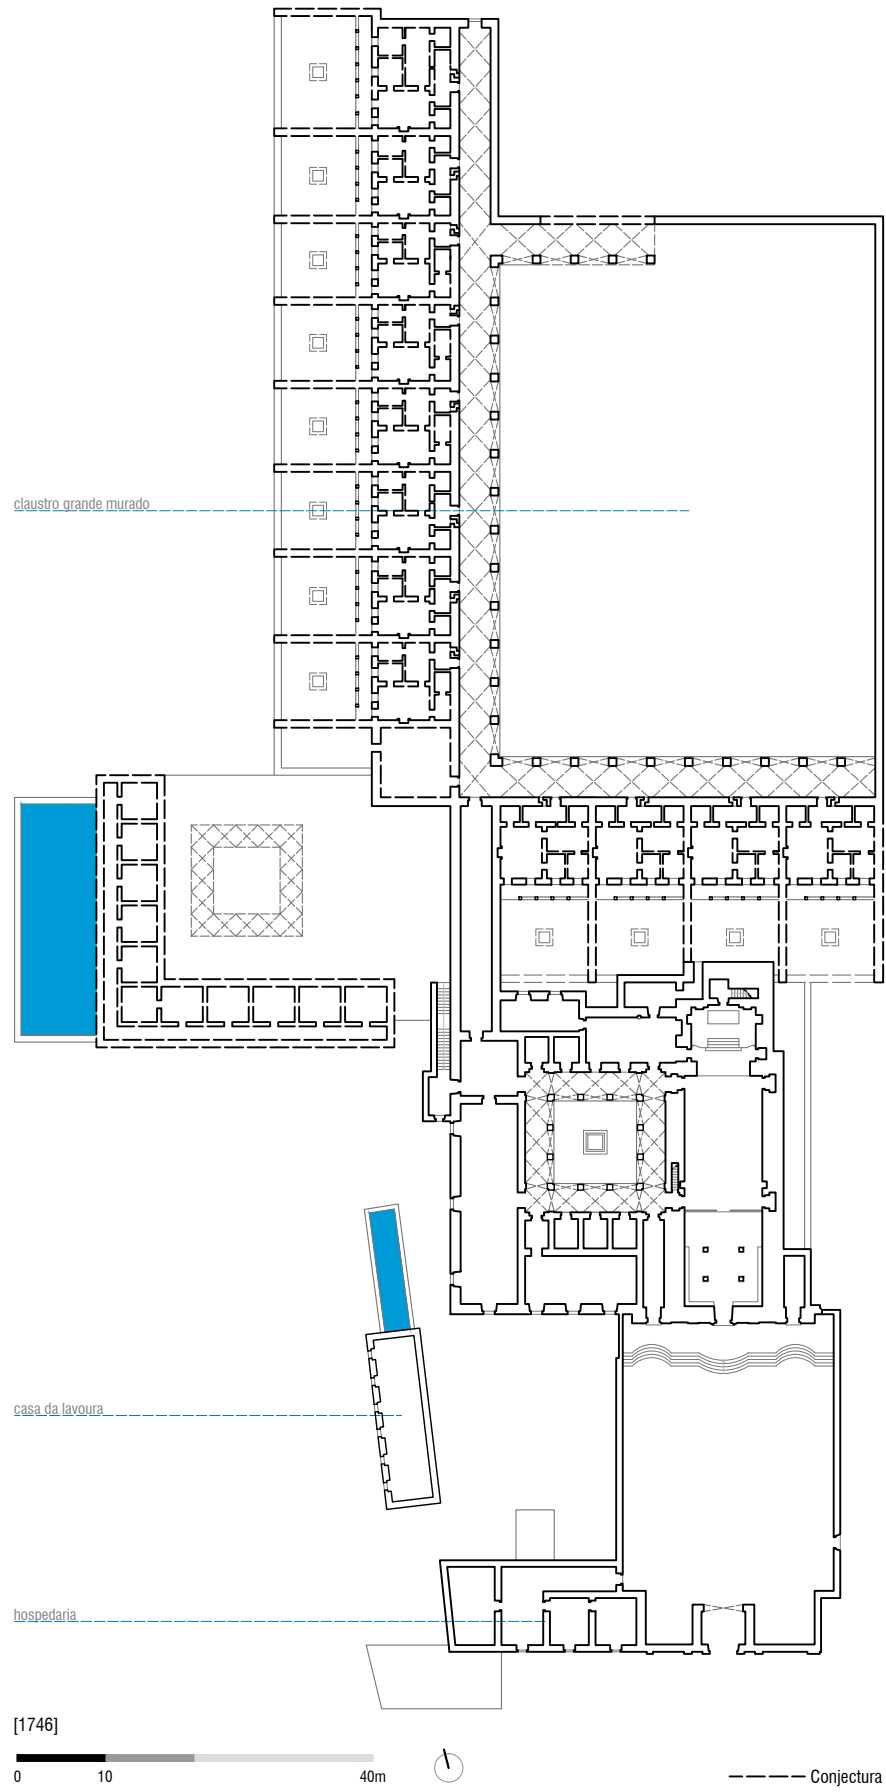 claustro grande murado
casa da lavoura
hospedaria
[1746]
0 10 40m
Conjectura